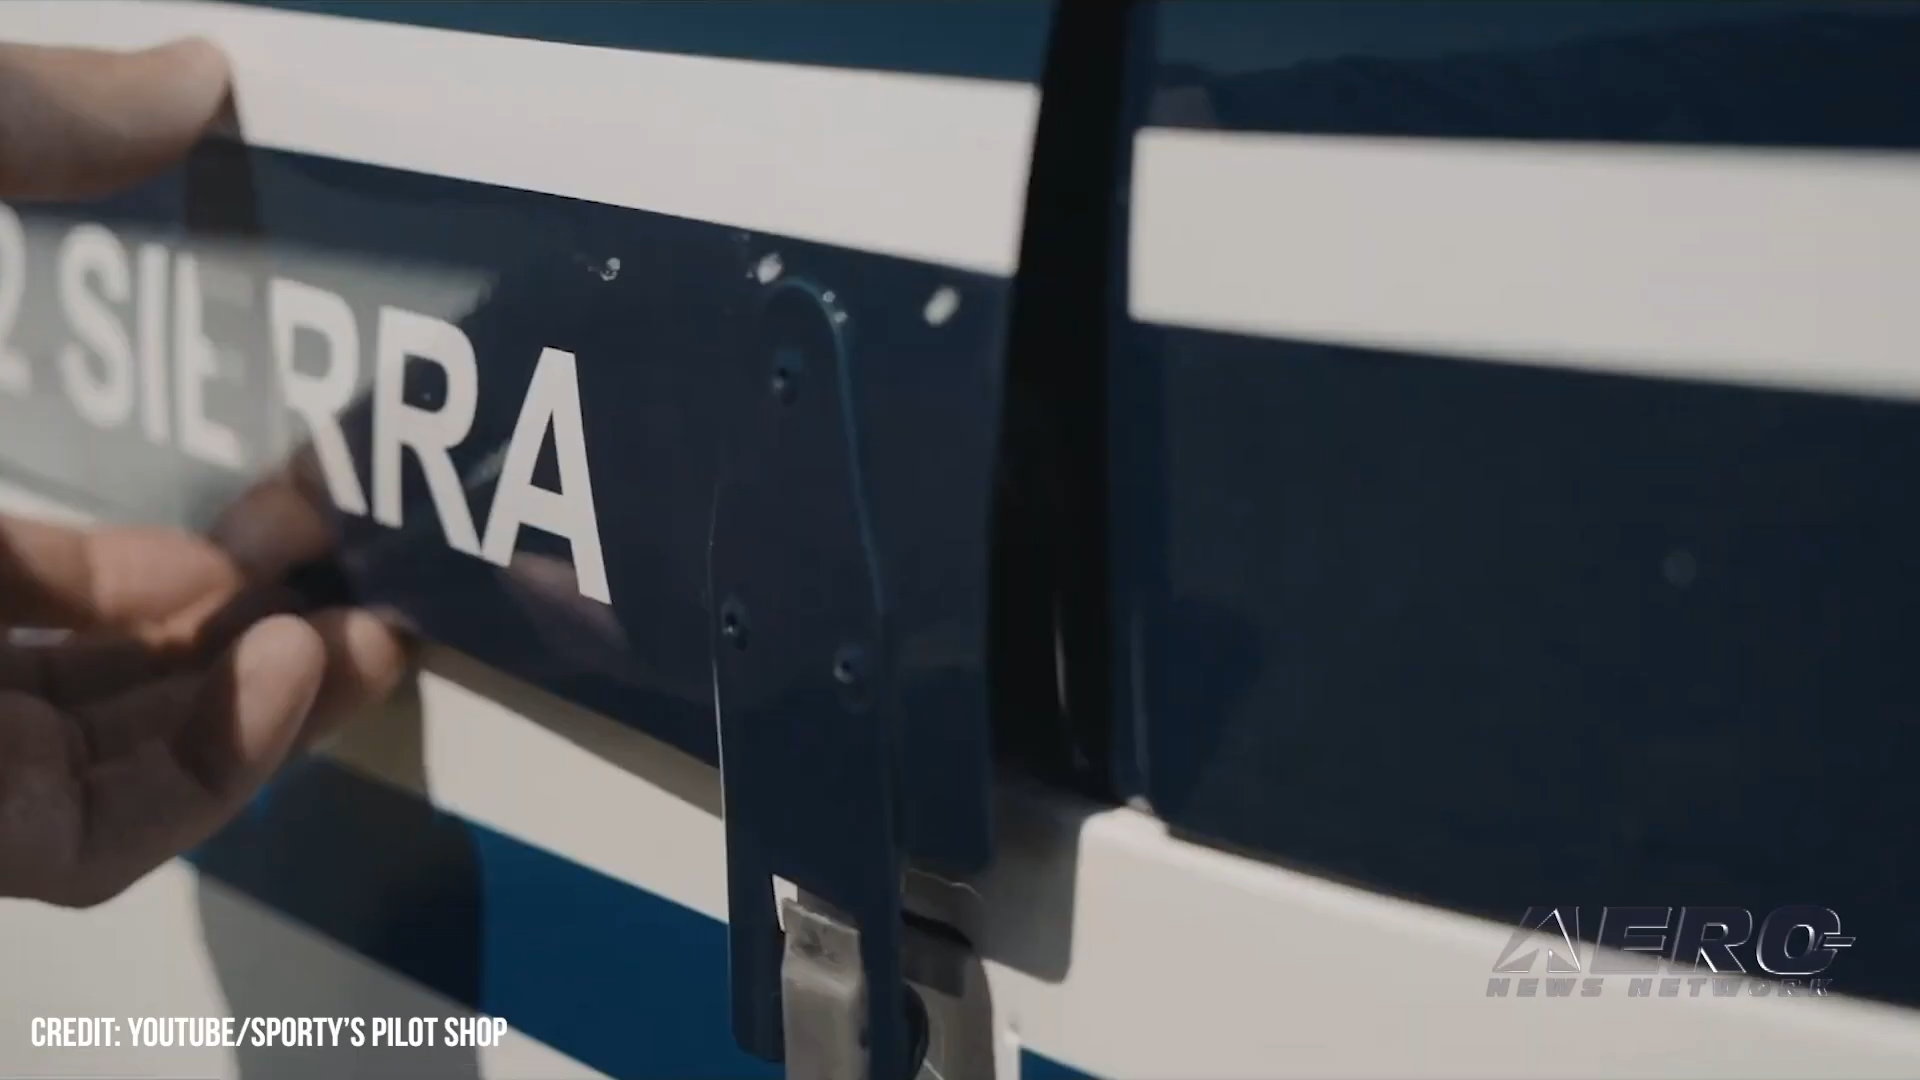 SIERRA
AERO
NEWS NETWORK
CREDIT: YOUTUBE/SPORTY'S PILOT SHOP